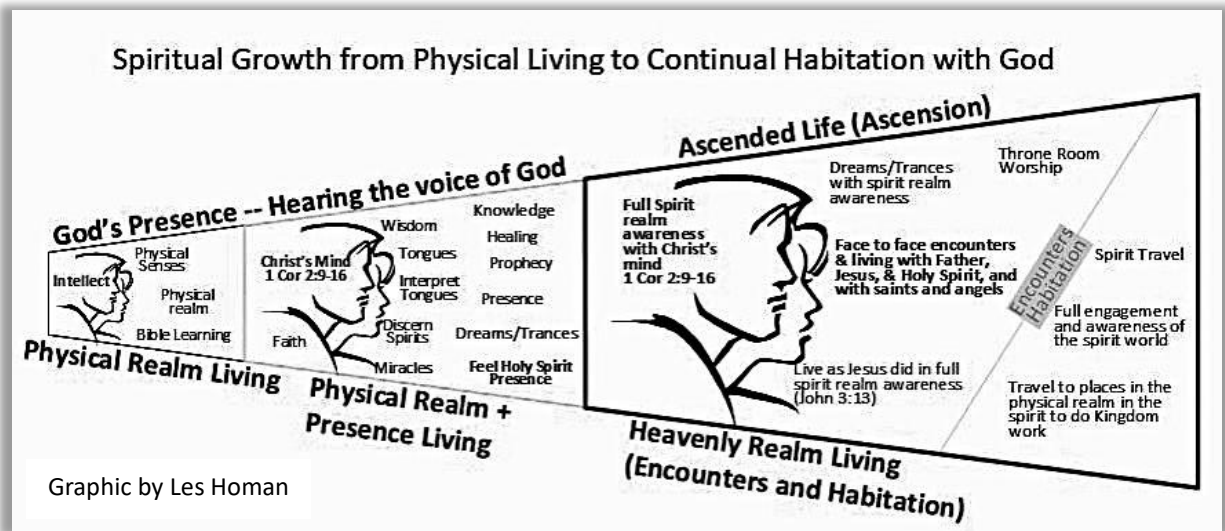 Spiritual Growth from Physical Living to Continual Habitation with God
God's Presence -- Hearing the voice of God
Ascended Life (Ascension)
Intellect
Physical
Senses
Physical
realm
Bible Learning
Physical Realm Living
Christ's Mind
1 Cor 2:9-16
Faith
Wisdom
Tongues
Interpret
Tongues
Discern
Spirits
Miracles
Knowledge
Healing
Prophecy
Presence
Dreams/Trances
Feel Holy Spirit
Presence
Physical Realm +
Presence Living
Full Spirit
realm
awareness
with Christ's
mind
1 Cor 2:9-16
Dreams/Trances
with spirit realm
awareness
Face to face encounters
& living with Father,
Jesus, & Holy Spirit, and
with saints and angels
Live as Jesus did in full
spirit realm awareness
(John 3:13)
Encounters
Habitation
Throne Room
Worship
Spirit Travel
Full engagement
and awareness of
the spirit world
Travel to places in the
physical realm in the
spirit to do Kingdom
work
Heavenly Realm Living
(Encounters and Habitation)
Graphic by Les Homan